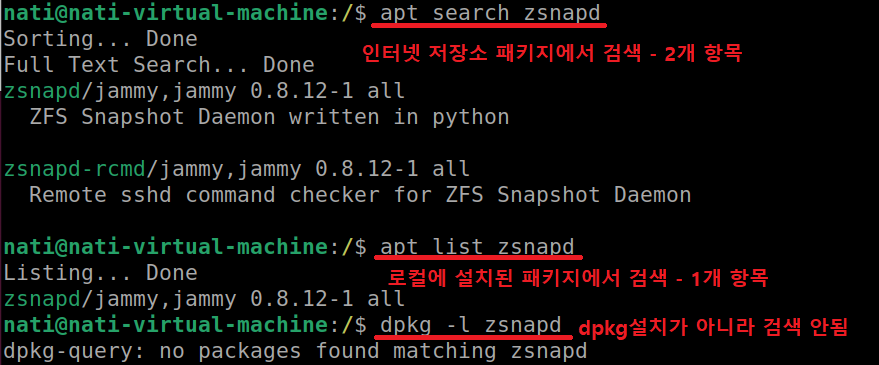 nati@nati-virtual-machine:/$ apt search zsnapd
Sorting... Done
인터넷 저장소 패키지에서 검색 - 2개 항목
Full Text Search... Done
zsnapd/jammy,jammy 0.8.12-1 all
  ZFS Snapshot Daemon written in python
zsnapd-rcmd/jammy,jammy 0.8.12-1 all
  Remote sshd command checker for ZFS Snapshot Daemon
nati@nati-virtual-machine:/$ apt list zsnapd
Listing... Done
로컬에 설치된 패키지에서 검색 - 1개 항목
zsnapd/jammy,jammy 0.8.12-1 all
nati@nati-virtual-machine:/$ dpkg -l zsnapd dpkg설치가 아니라 검색 안됨
dpkg-query: no packages found matching zsnapd